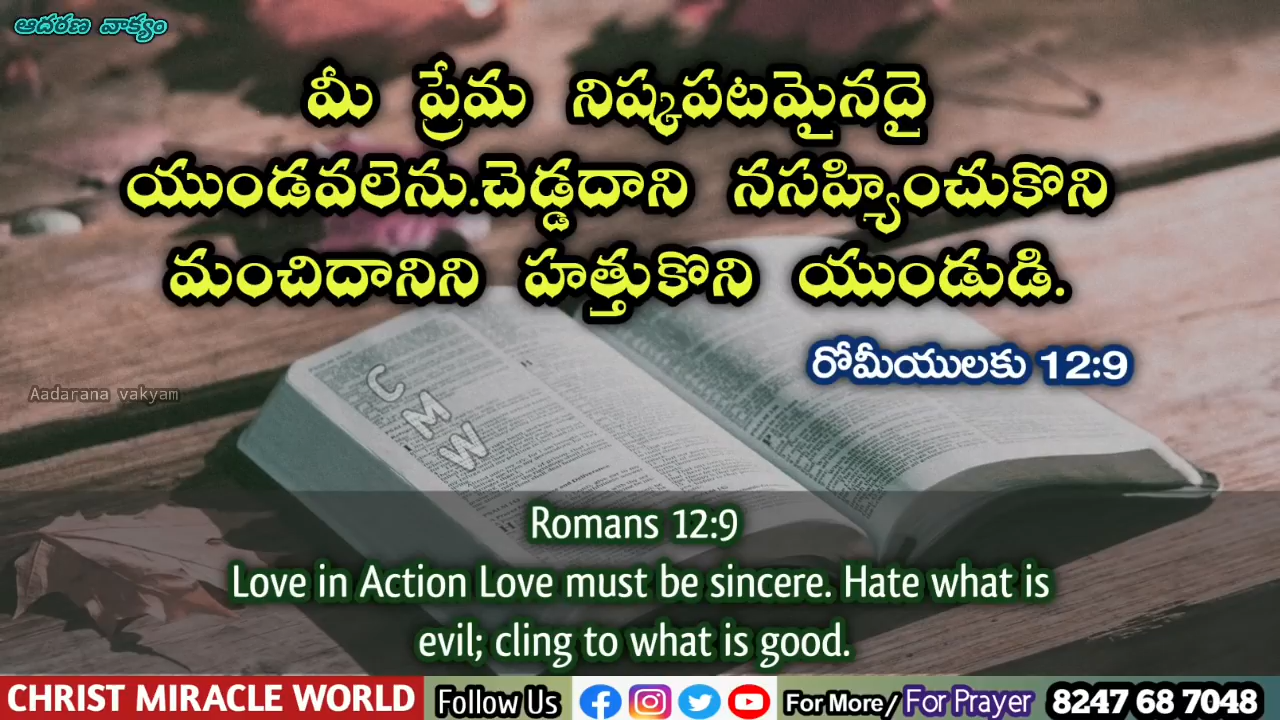 ఆదరణ వాక్యం
మీ ప్రేమ నిష్కపటమైనదై
యుండవలెను.చెడ్డదాని నసహ్యించుకొని
మంచిదానిని హత్తుకొని యుండుడి.
రోమీయులకు 12:9
Aadarana vakyam
C
M
W
Romans 12:9
Love in Action Love must be sincere. Hate what is
evil; cling to what is good.
CHRIST MIRACLE WORLD Follow Us For More/ For Prayer 8247 68 7048